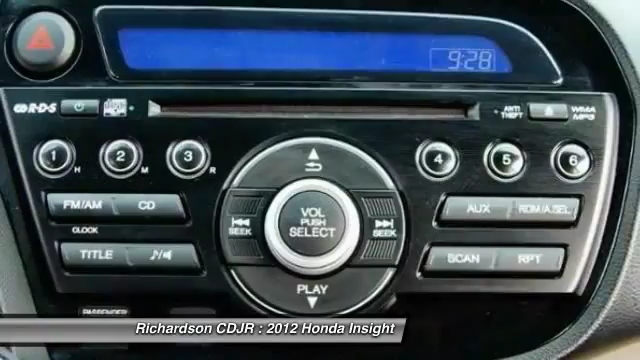 9:28
R·D·S
ANTI THEFT
WMA MP3
1 2 3 4 5 6
H M R
FM/AM CD AUX RDM/A.SEL
VOL
PUSH
SELECT
SEEK SEEK
CLOCK
TITLE SCAN RPT
PLAY
PASSENGER
Richardson CDJR : 2012 Honda Insight